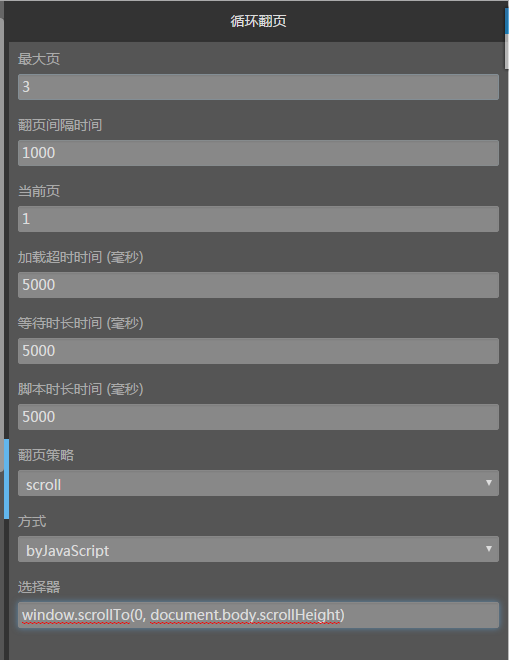 循环翻页
最大页
3
翻页间隔时间
1000
当前页
1
加载超时时间 (毫秒)
5000
等待时长时间 (毫秒)
5000
脚本时长时间 (毫秒)
5000
翻页策略
scroll
方式
byJavaScript
选择器
window.scrollTo(0, document.body.scrollHeight)